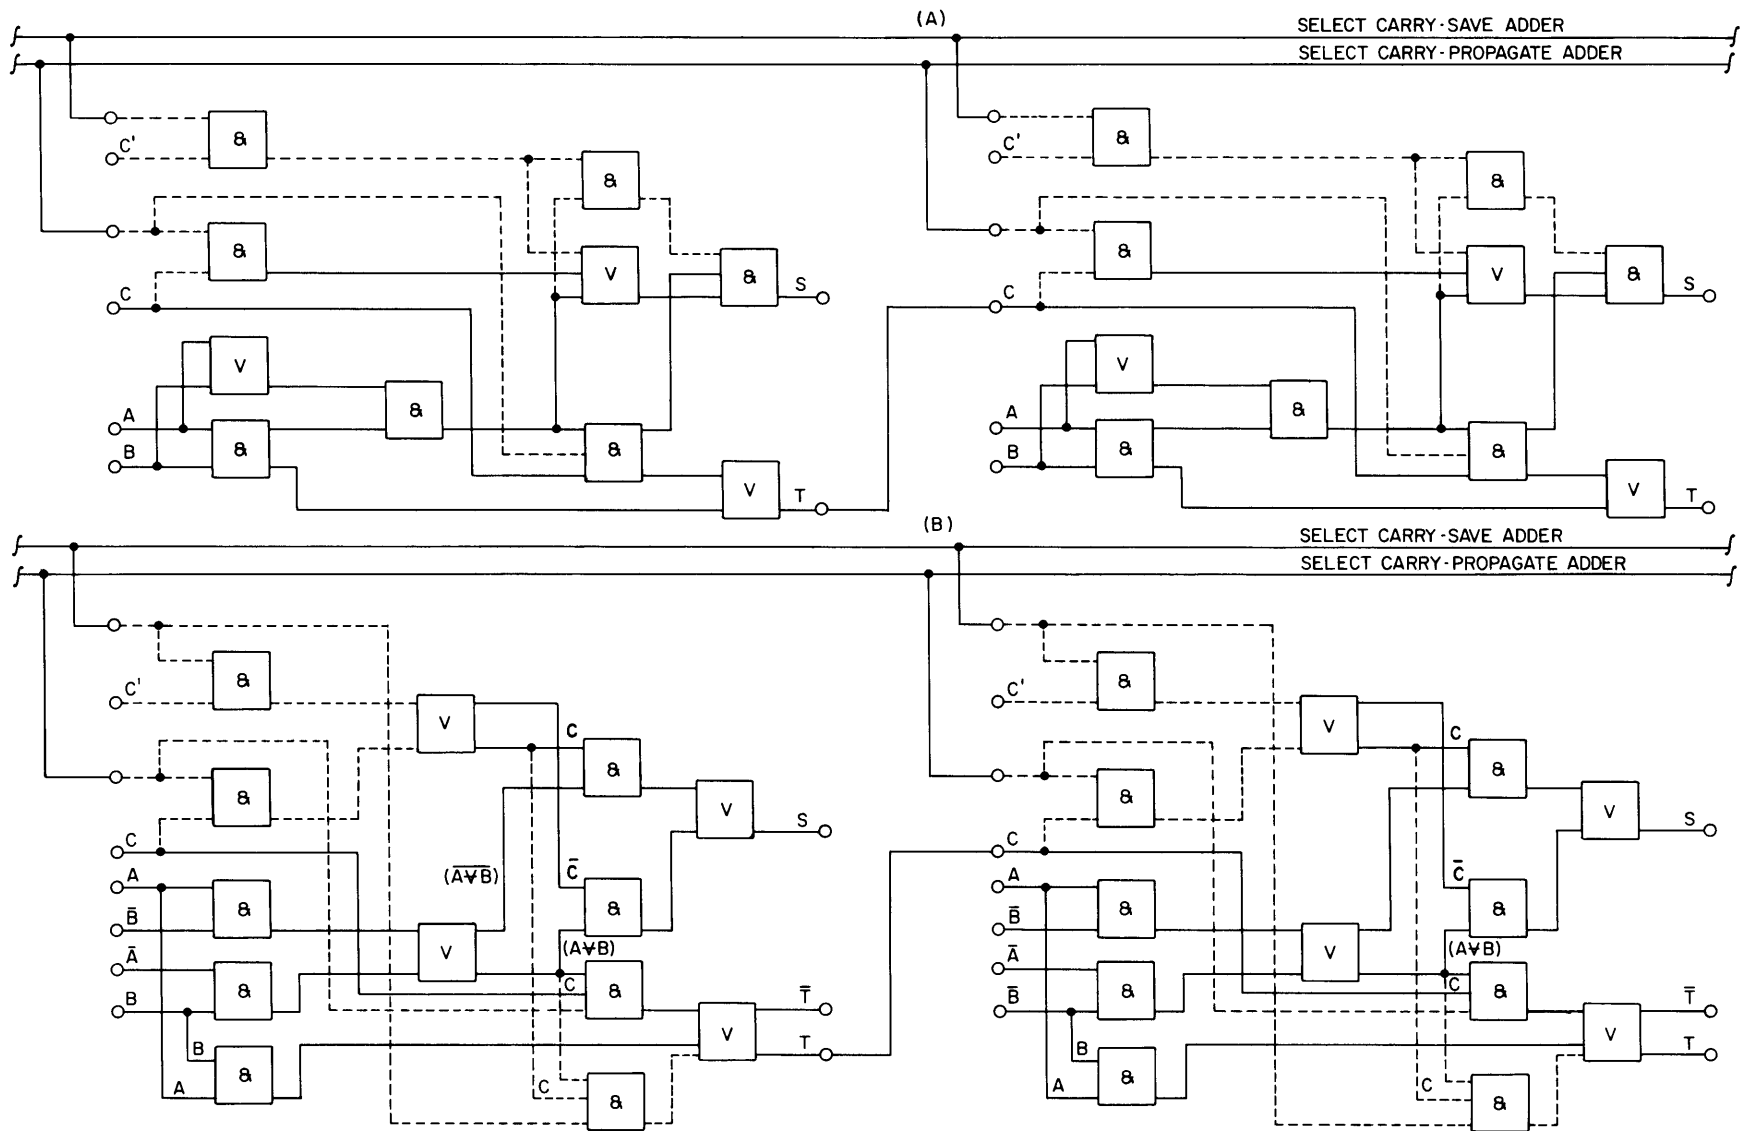 (A)
SELECT CARRY-SAVE ADDER
SELECT CARRY-PROPAGATE ADDER
& &
C' C'
& &
& &
V V
& &
S S
C C
V V
& &
A A
B B
& &
& &
V V
T T
(B)
SELECT CARRY-SAVE ADDER
SELECT CARRY-PROPAGATE ADDER
& &
C' C'
V V
C C
& &
& &
V V
S S
C C
(A⊻B)̅
A A
C̅ C̅
& &
& &
B̅ B̅
V V
(A⊻B) (A⊻B)
A̅ A̅
& &
C C
& &
B B̅
T̅ T̅
V V
T T
B B
& &
A A
C C
& &